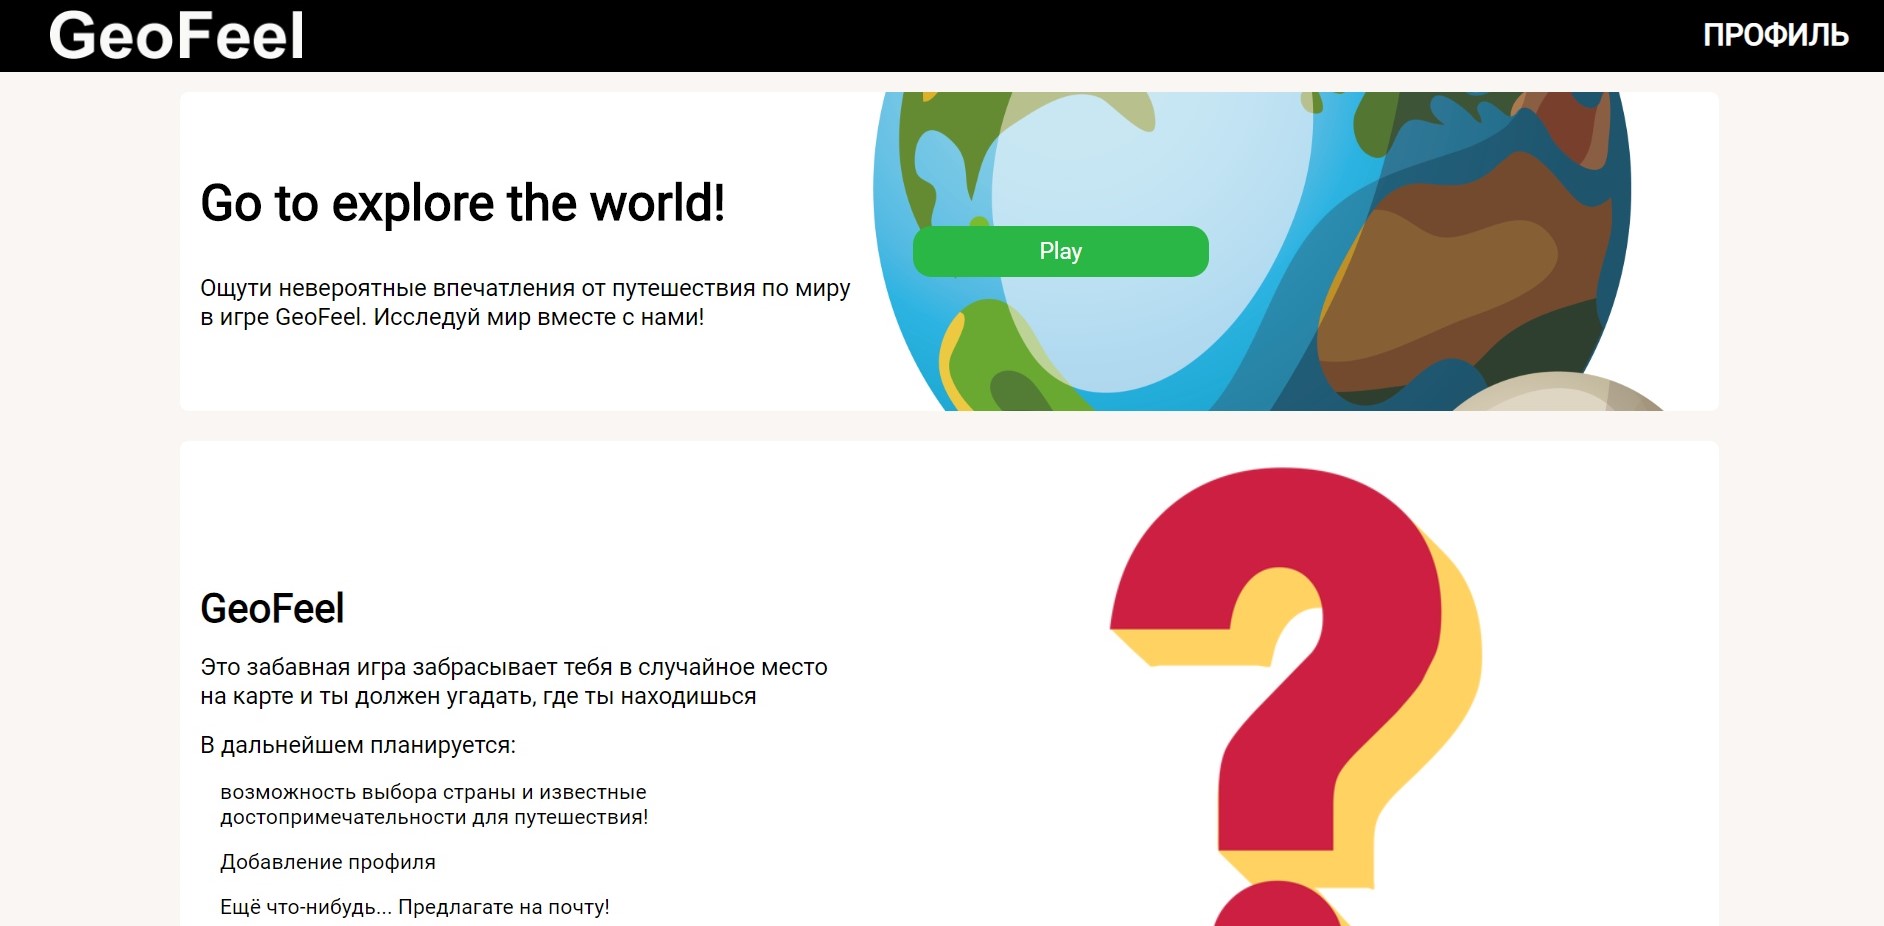 GeoFeel
ПРОФИЛЬ
Go to explore the world!
Play
Ощути невероятные впечатления от путешествия по миру
в игре GeoFeel. Исследуй мир вместе с нами!
GeoFeel
Это забавная игра забрасывает тебя в случайное место
на карте и ты должен угадать, где ты находишься
В дальнейшем планируется:
возможность выбора страны и известные
достопримечательности для путешествия!
Добавление профиля
Ещё что-нибудь... Предлагате на почту!